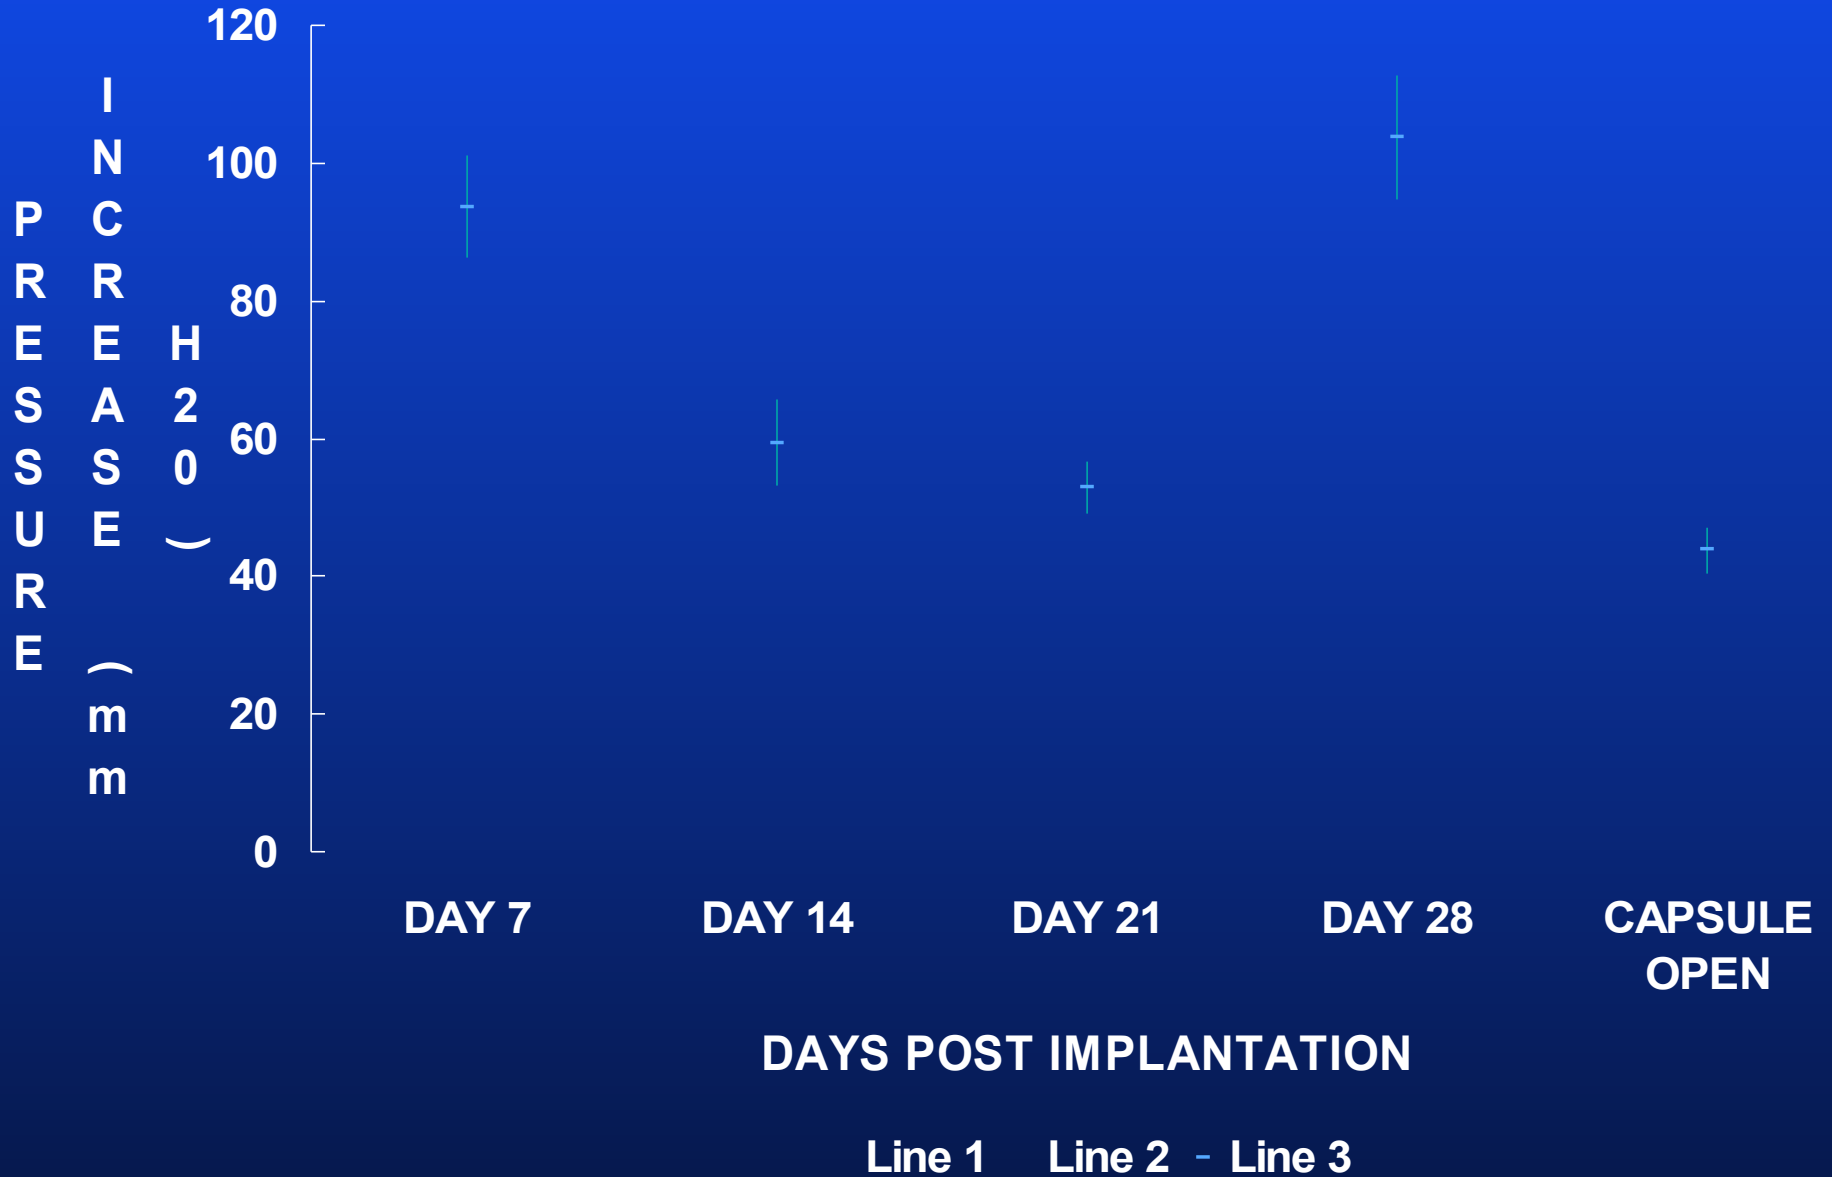 PRESSURE
INCREASE (mm
H20)
120
100
80
60
40
20
0
DAY 7
DAY 14
DAY 21
DAY 28
CAPSULE
OPEN
DAYS POST IMPLANTATION
Line 1 Line 2 - Line 3